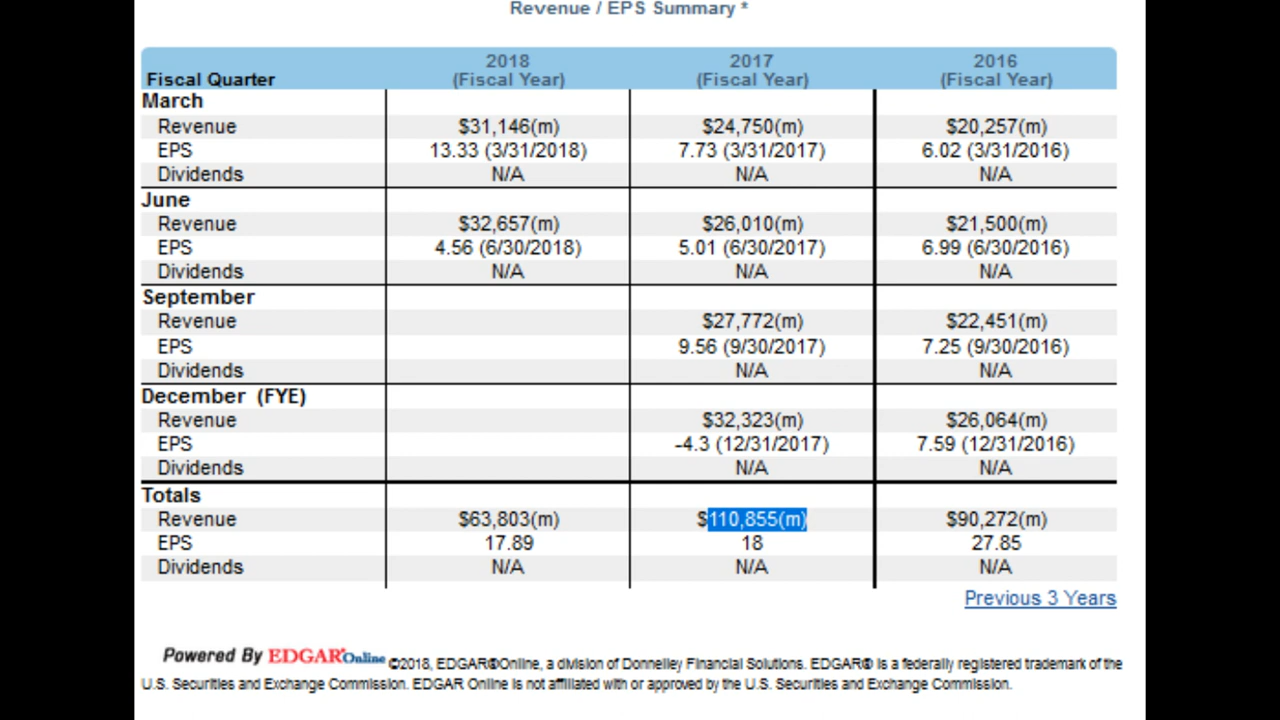 Revenue / EPS Summary *
Fiscal Quarter 2018 (Fiscal Year) 2017 (Fiscal Year) 2016 (Fiscal Year)
March
Revenue $31,146(m) $24,750(m) $20,257(m)
EPS 13.33 (3/31/2018) 7.73 (3/31/2017) 6.02 (3/31/2016)
Dividends N/A N/A N/A
June
Revenue $32,657(m) $26,010(m) $21,500(m)
EPS 4.56 (6/30/2018) 5.01 (6/30/2017) 6.99 (6/30/2016)
Dividends N/A N/A N/A
September
Revenue $27,772(m) $22,451(m)
EPS 9.56 (9/30/2017) 7.25 (9/30/2016)
Dividends N/A N/A
December (FYE)
Revenue $32,323(m) $26,064(m)
EPS -4.3 (12/31/2017) 7.59 (12/31/2016)
Dividends N/A N/A
Totals
Revenue $63,803(m) $110,855(m) $90,272(m)
EPS 17.89 18 27.85
Dividends N/A N/A N/A
Previous 3 Years
Powered By EDGAR Online ©2018, EDGAR®Online, a division of Donnelley Financial Solutions. EDGAR® is a federally registered trademark of the
U.S. Securities and Exchange Commission. EDGAR Online is not affiliated with or approved by the U.S. Securities and Exchange Commission.